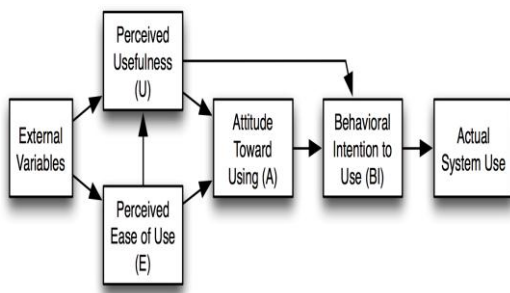 Perceived
Usefulness
(U)
External
Variables
Perceived
Ease of Use
(E)
Attitude
Toward
Using (A)
Behavioral
Intention to
Use (BI)
Actual
System Use